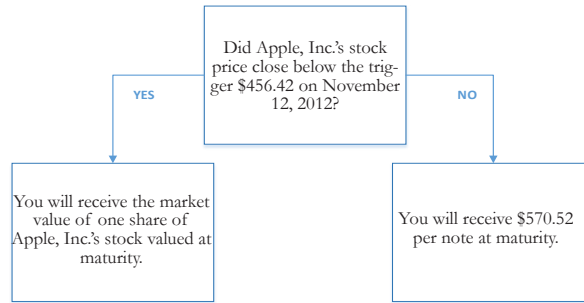 Did Apple, Inc.'s stock
price close below the trig-
ger $456.42 on November
12, 2012?
YES
NO
You will receive the market
value of one share of
Apple, Inc.'s stock valued at
maturity.
You will receive $570.52
per note at maturity.